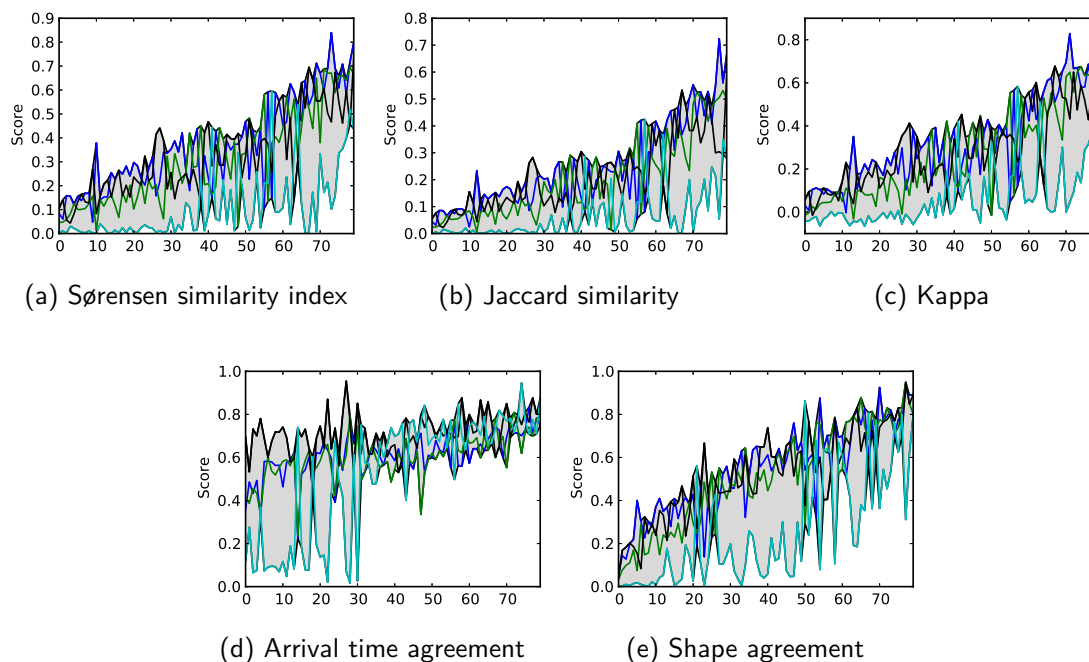 0.9
0.8
0.7
0.6
0.5
0.4
0.3
0.2
0.1
0.0
Score
0 10 20 30 40 50 60 70
(a) Sørensen similarity index
0.8
0.7
0.6
0.5
0.4
0.3
0.2
0.1
0.0
Score
0 10 20 30 40 50 60 70
(b) Jaccard similarity
0.8
0.6
0.4
0.2
0.0
Score
0 10 20 30 40 50 60 70
(c) Kappa
1.0
0.8
0.6
0.4
0.2
0.0
Score
0 10 20 30 40 50 60 70
(d) Arrival time agreement
1.0
0.8
0.6
0.4
0.2
0.0
Score
0 10 20 30 40 50 60 70
(e) Shape agreement